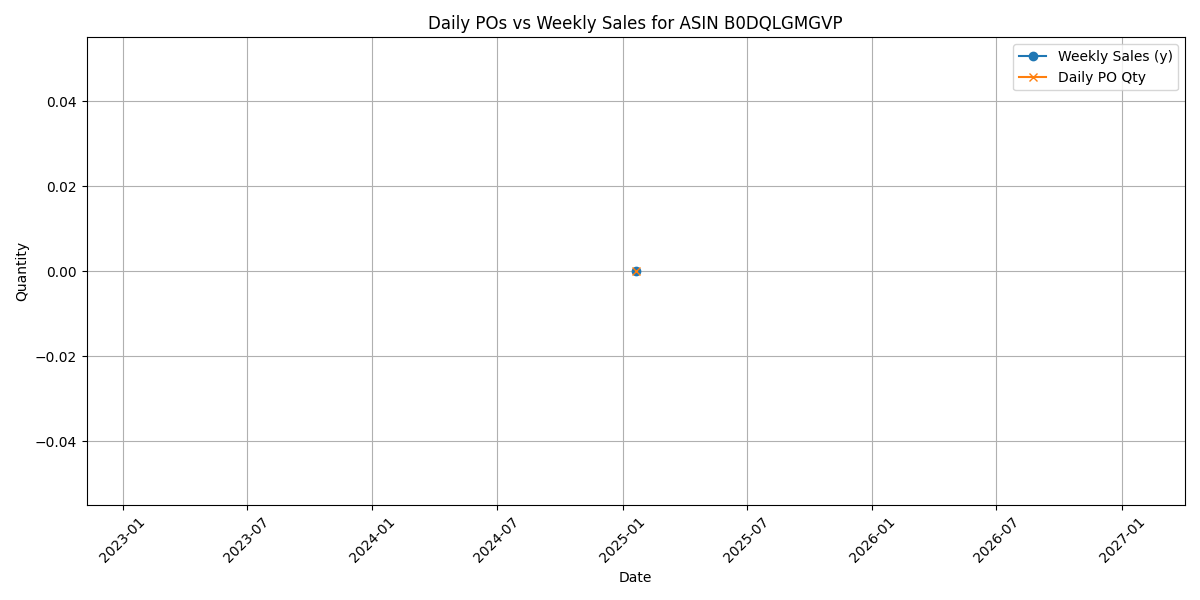 Daily POs vs Weekly Sales for ASIN B0DQLGMGVP
Weekly Sales (y)
Daily PO Qty
Quantity
0.04
0.02
0.00
−0.02
−0.04
2023-01
2023-07
2024-01
2024-07
2025-01
2025-07
2026-01
2026-07
2027-01
Date